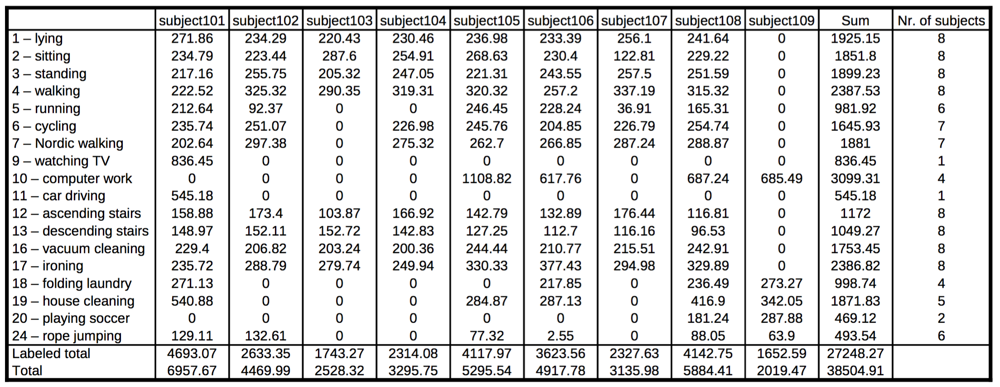 subject101 subject102 subject103 subject104 subject105 subject106 subject107 subject108 subject109 Sum Nr. of subjects
1 – lying 271.86 234.29 220.43 230.46 236.98 233.39 256.1 241.64 0 1925.15 8
2 – sitting 234.79 223.44 287.6 254.91 268.63 230.4 122.81 229.22 0 1851.8 8
3 – standing 217.16 255.75 205.32 247.05 221.31 243.55 257.5 251.59 0 1899.23 8
4 – walking 222.52 325.32 290.35 319.31 320.32 257.2 337.19 315.32 0 2387.53 8
5 – running 212.64 92.37 0 0 246.45 228.24 36.91 165.31 0 981.92 6
6 – cycling 235.74 251.07 0 226.98 245.76 204.85 226.79 254.74 0 1645.93 7
7 – Nordic walking 202.64 297.38 0 275.32 262.7 266.85 287.24 288.87 0 1881 7
9 – watching TV 836.45 0 0 0 0 0 0 0 0 836.45 1
10 – computer work 0 0 0 0 1108.82 617.76 0 687.24 685.49 3099.31 4
11 – car driving 545.18 0 0 0 0 0 0 0 0 545.18 1
12 – ascending stairs 158.88 173.4 103.87 166.92 142.79 132.89 176.44 116.81 0 1172 8
13 – descending stairs 148.97 152.11 152.72 142.83 127.25 112.7 116.16 96.53 0 1049.27 8
16 – vacuum cleaning 229.4 206.82 203.24 200.36 244.44 210.77 215.51 242.91 0 1753.45 8
17 – ironing 235.72 288.79 279.74 249.94 330.33 377.43 294.98 329.89 0 2386.82 8
18 – folding laundry 271.13 0 0 0 0 217.85 0 236.49 273.27 998.74 4
19 – house cleaning 540.88 0 0 0 284.87 287.13 0 416.9 342.05 1871.83 5
20 – playing soccer 0 0 0 0 0 0 0 181.24 287.88 469.12 2
24 – rope jumping 129.11 132.61 0 0 77.32 2.55 0 88.05 63.9 493.54 6
Labeled total 4693.07 2633.35 1743.27 2314.08 4117.97 3623.56 2327.63 4142.75 1652.59 27248.27
Total 6957.67 4469.99 2528.32 3295.75 5295.54 4917.78 3135.98 5884.41 2019.47 38504.91